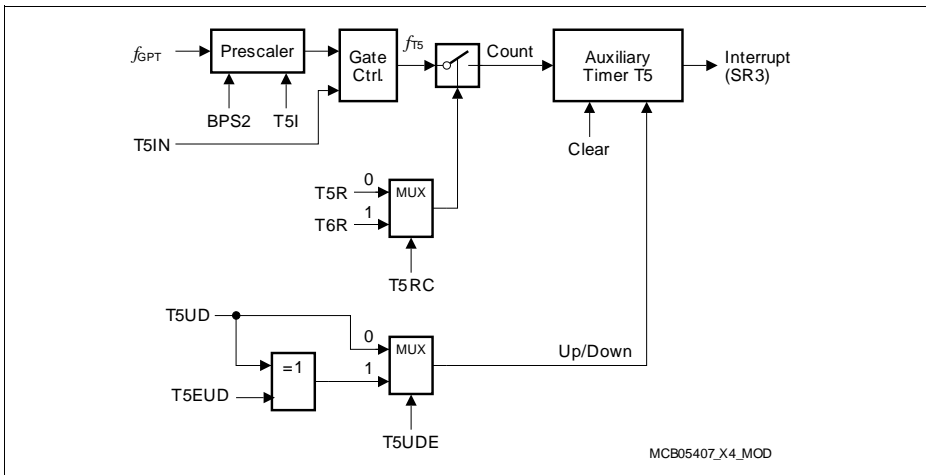 fGPT
Prescaler
BPS2
T5I
T5IN
Gate
Ctrl.
fT5
Count
Auxiliary
Timer T5
Interrupt
(SR3)
Clear
T5R
0
T6R
1
MUX
T5RC
T5UD
0
T5EUD
=1
1
MUX
T5UDE
Up/Down
MCB05407_X4_MOD